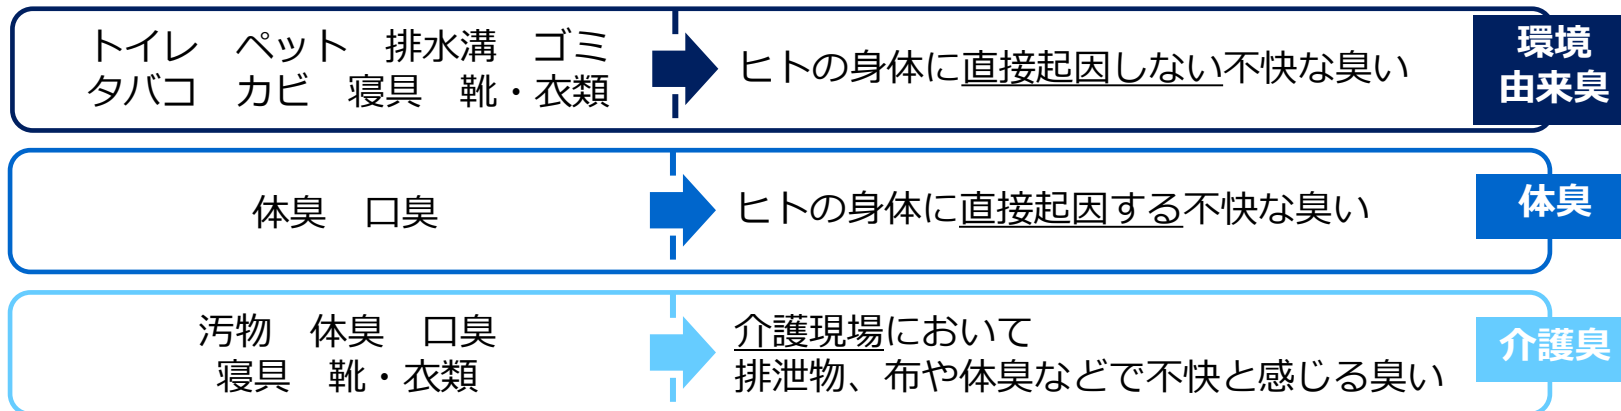 トイレ ペット 排水溝 ゴミ
タバコ カビ 寝具 靴・衣類
ヒトの身体に直接起因しない不快な臭い
環境
由来臭
体臭 口臭
ヒトの身体に直接起因する不快な臭い
体臭
汚物 体臭 口臭
寝具 靴・衣類
介護現場において
排泄物、布や体臭などで不快と感じる臭い
介護臭